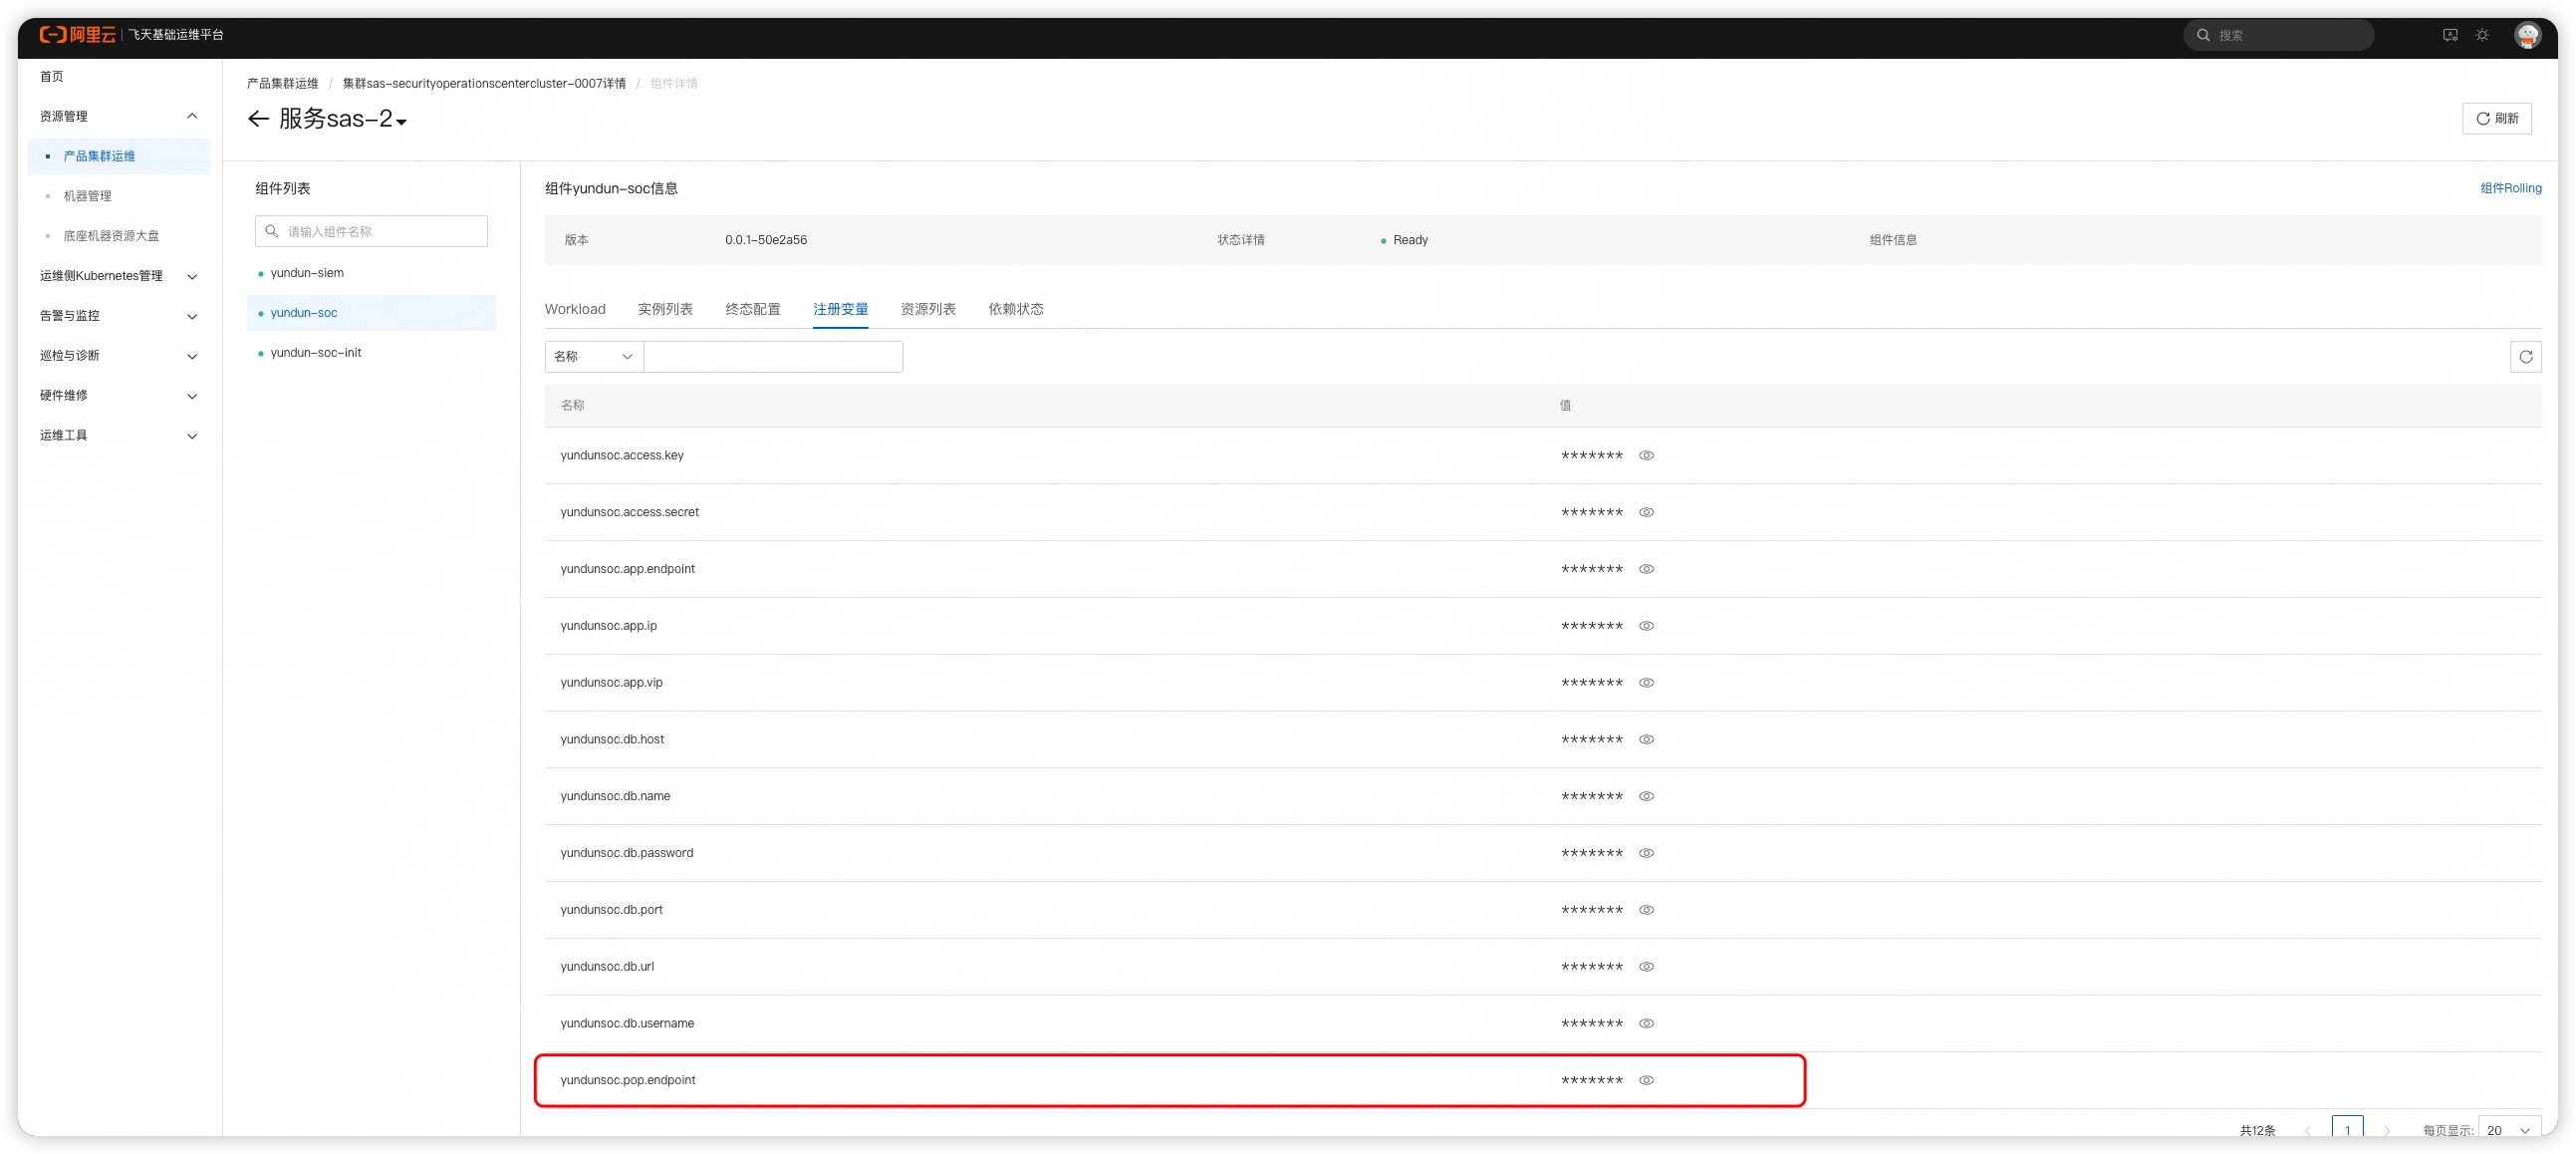 阿里云 | 飞天基础运维平台
搜索
首页
资源管理
产品集群运维
机器管理
底座机器资源大盘
运维侧Kubernetes管理
告警与监控
巡检与诊断
硬件维修
运维工具
产品集群运维 / 集群sas-securityoperationscentercluster-0007详情 / 组件详情
服务sas-2
刷新
组件列表
请输入组件名称
yundun-siem
yundun-soc
yundun-soc-init
组件yundun-soc信息
组件Rolling
版本 0.0.1-50e2a56 状态详情 Ready 组件信息
Workload 实例列表 终态配置 注册变量 资源列表 依赖状态
名称
名称 值
yundunsoc.access.key *******
yundunsoc.access.secret *******
yundunsoc.app.endpoint *******
yundunsoc.app.ip *******
yundunsoc.app.vip *******
yundunsoc.db.host *******
yundunsoc.db.name *******
yundunsoc.db.password *******
yundunsoc.db.port *******
yundunsoc.db.url *******
yundunsoc.db.username *******
yundunsoc.pop.endpoint *******
共12条 1 每页显示: 20